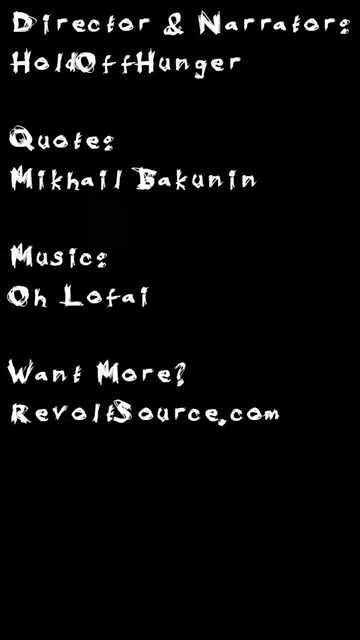 Director & Narrator:
HoldOffHunger
Quote:
Mikhail Bakunin
Music:
Oh Lofai
Want More?
RevoltSource.com